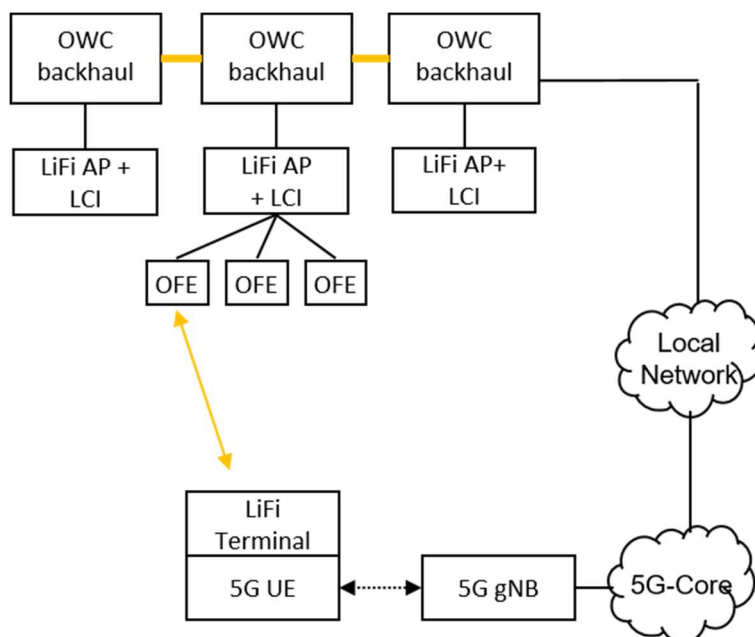 OWC
backhaul
OWC
backhaul
OWC
backhaul
LiFi AP +
LCI
LiFi AP
+ LCI
LiFi AP+
LCI
OFE
OFE
OFE
Local
Network
LiFi
Terminal
5G UE
5G gNB
5G-Core